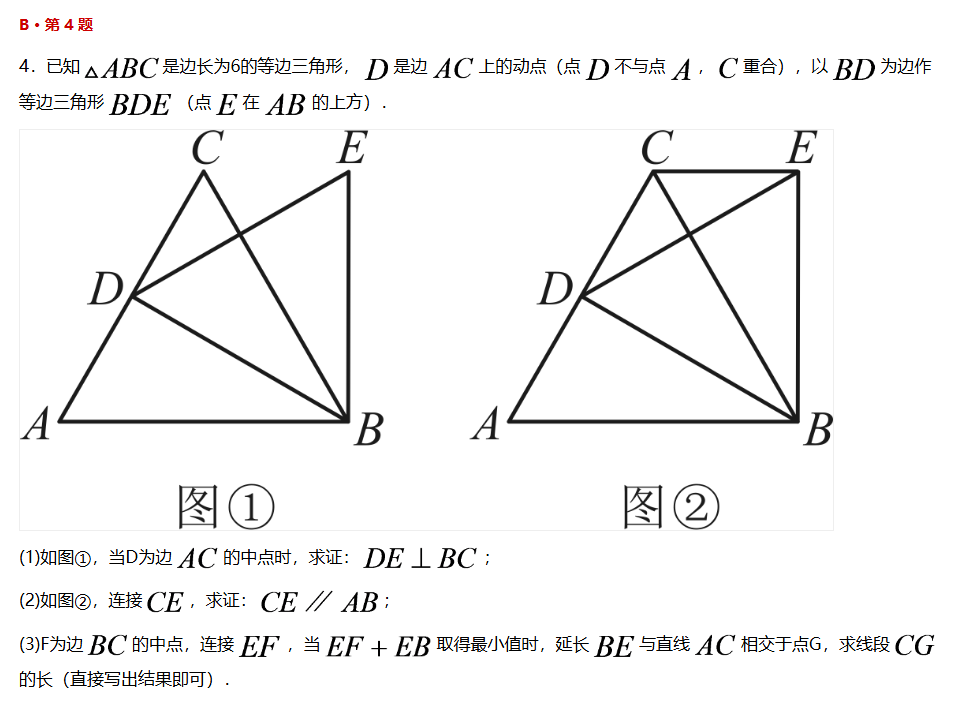 B·第4题
4．已知△ABC是边长为6的等边三角形，D是边AC上的动点（点D不与点A，C重合），以BD为边作
等边三角形BDE（点E在AB的上方）．
C E C E
D D
A B A B
图① 图②
(1)如图①，当D为边AC的中点时，求证：DE⊥BC；
(2)如图②，连接CE，求证：CE∥AB；
(3)F为边BC的中点，连接EF，当EF+EB取得最小值时，延长BE与直线AC相交于点G，求线段CG
的长（直接写出结果即可）．